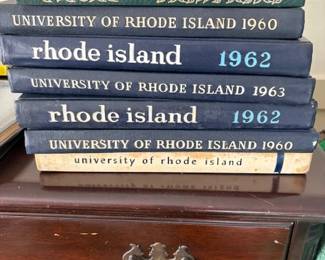 UNIVERSITY OF RHODE ISLAND 1960
rhode island 1962
UNIVERSITY OF RHODE ISLAND 1963
rhode island 1962
UNIVERSITY OF RHODE ISLAND 1960
university of rhode island